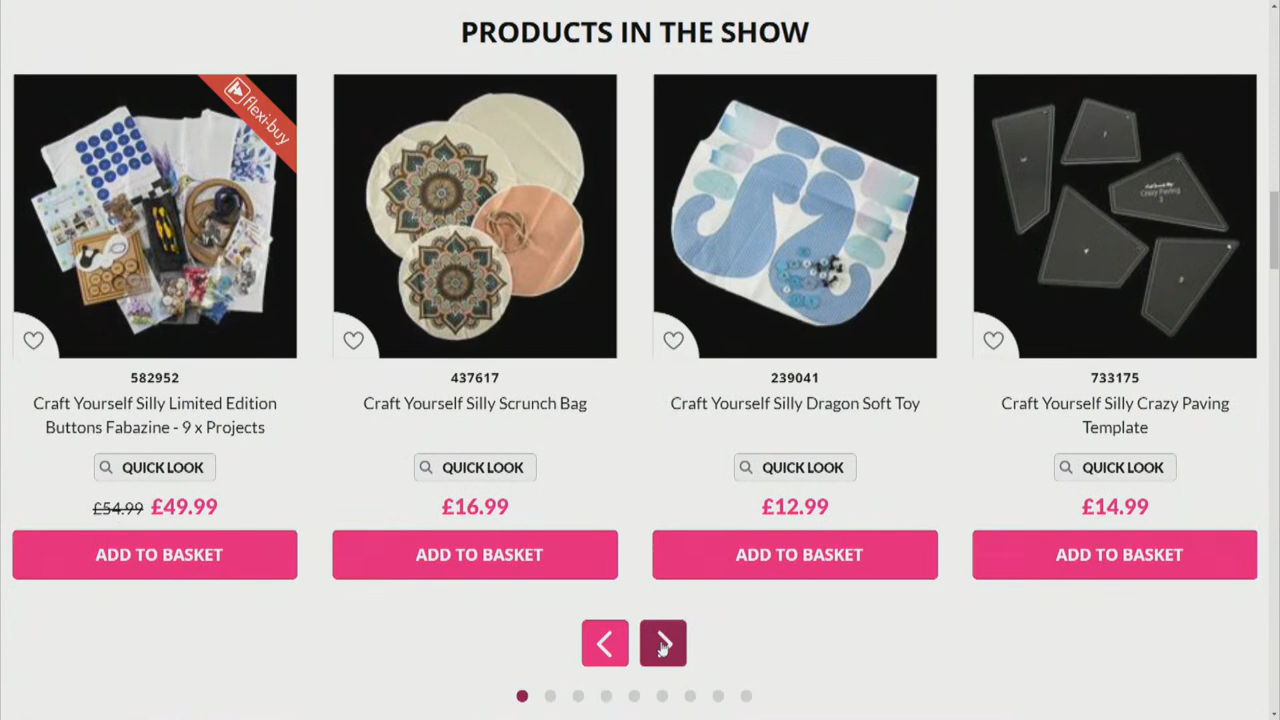 PRODUCTS IN THE SHOW
flexi-buy
Crazy Paving
582952
Craft Yourself Silly Limited Edition
Buttons Fabazine - 9 x Projects
QUICK LOOK
£54.99 £49.99
ADD TO BASKET
437617
Craft Yourself Silly Scrunch Bag
QUICK LOOK
£16.99
ADD TO BASKET
239041
Craft Yourself Silly Dragon Soft Toy
QUICK LOOK
£12.99
ADD TO BASKET
733175
Craft Yourself Silly Crazy Paving
Template
QUICK LOOK
£14.99
ADD TO BASKET